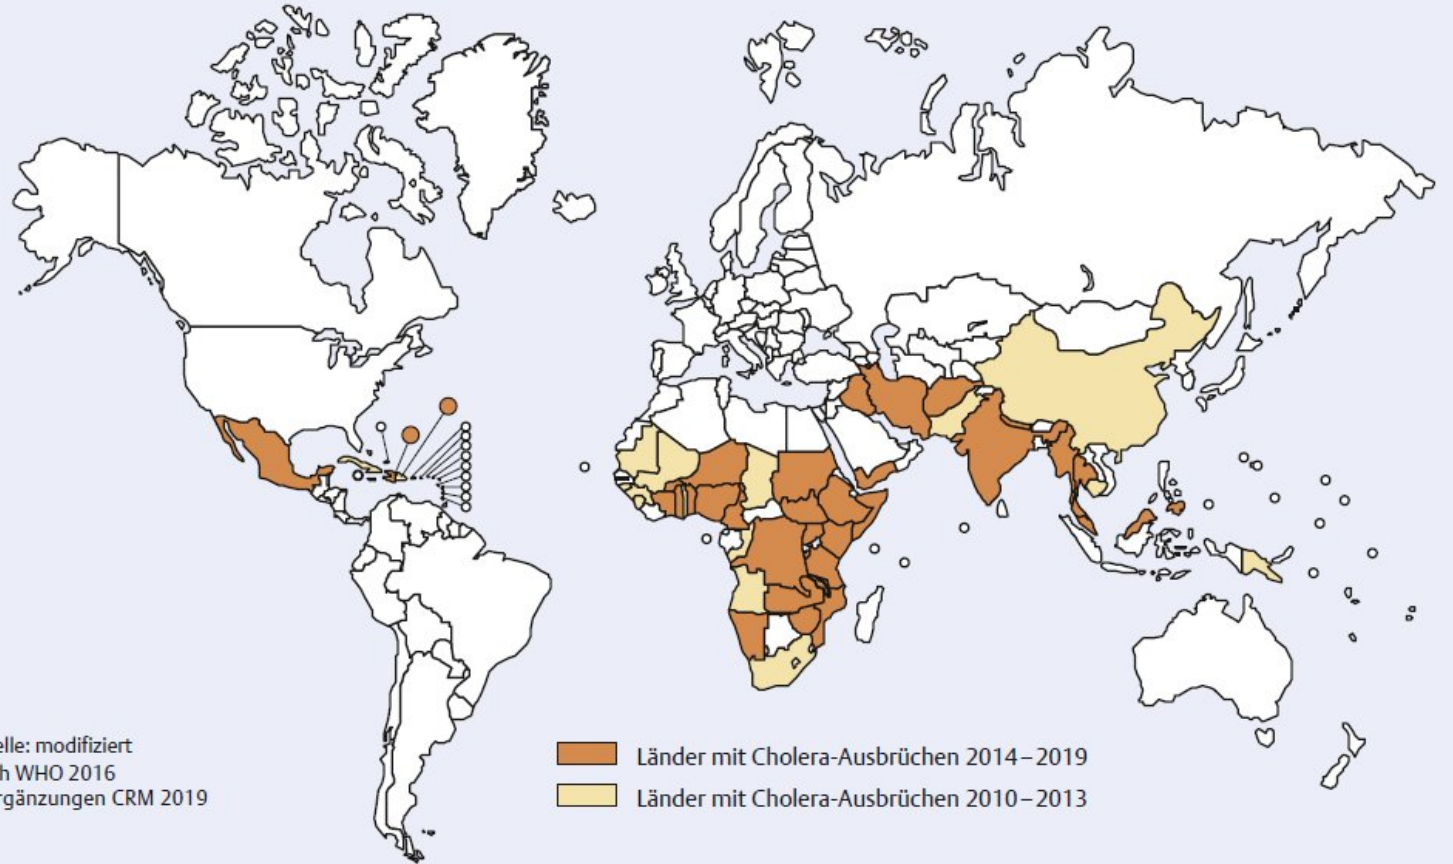 elle: modifiziert
h WHO 2016
rgänzungen CRM 2019
Länder mit Cholera-Ausbrüchen 2014–2019
Länder mit Cholera-Ausbrüchen 2010–2013